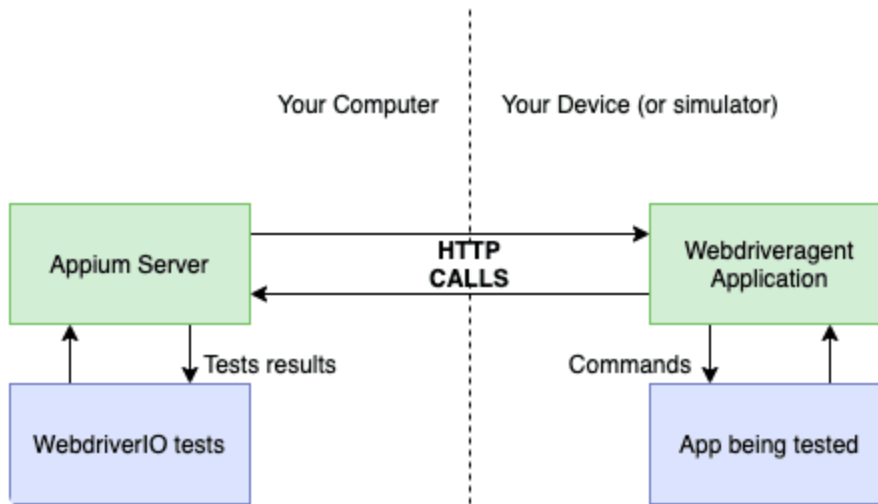 Your Computer
Your Device (or simulator)
Appium Server
HTTP
CALLS
Webdriveragent
Application
Tests results
Commands
WebdriverIO tests
App being tested